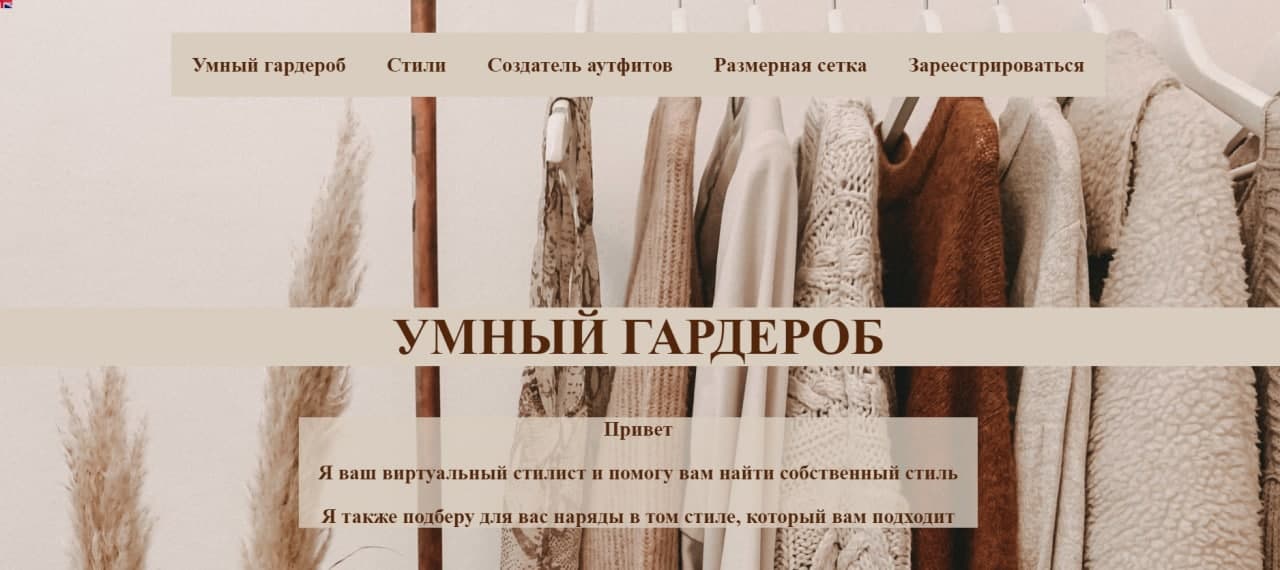 Умный гардероб Стили Создатель аутфитов Размерная сетка Зареестрироваться
УМНЫЙ ГАРДЕРОБ
Привет
Я ваш виртуальный стилист и помогу вам найти собственный стиль
Я также подберу для вас наряды в том стиле, который вам подходит